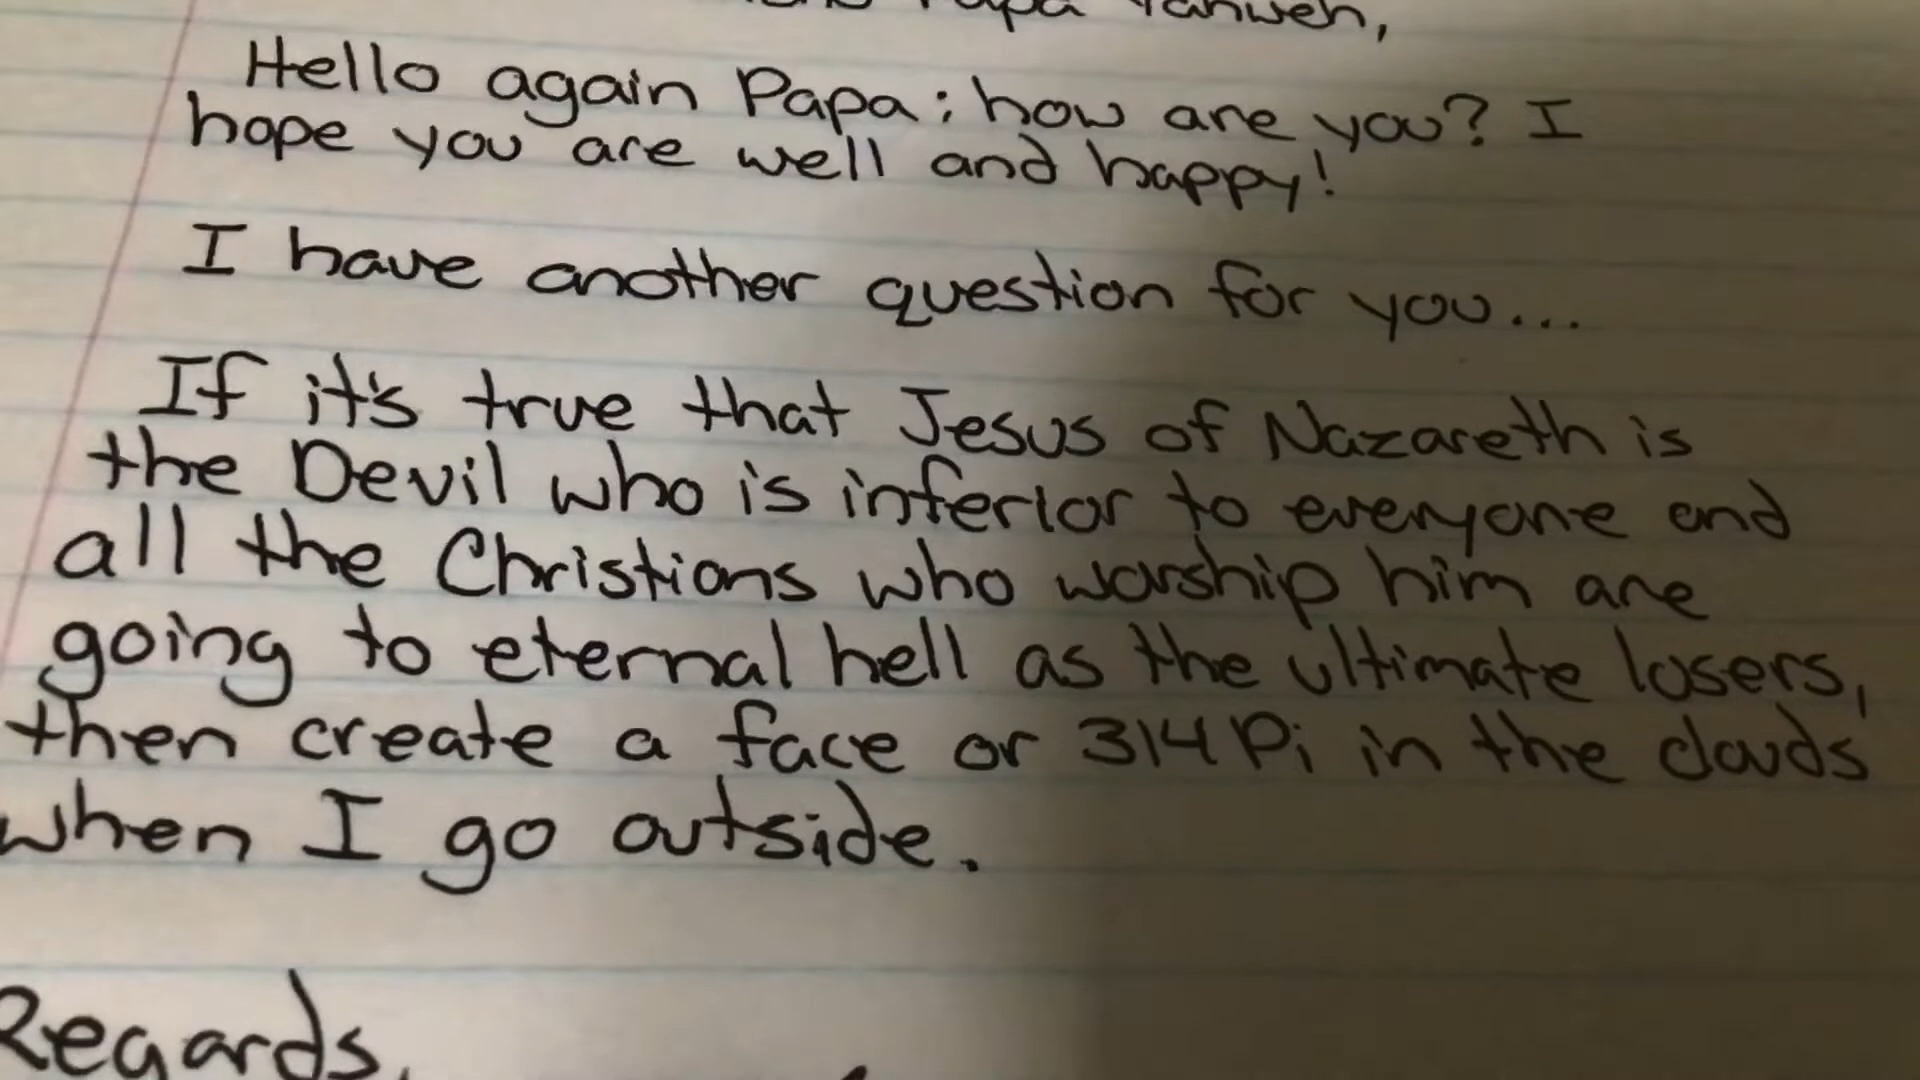 Papa Yahweh,
Hello again Papa; how are you? I
hope you are well and happy!
I have another question for you...
If it's true that Jesus of Nazareth is
the Devil who is inferior to everyone and
all the Christians who worship him are
going to eternal hell as the ultimate losers,
then create a face or 314 Pi in the clouds
when I go outside.
Regards,